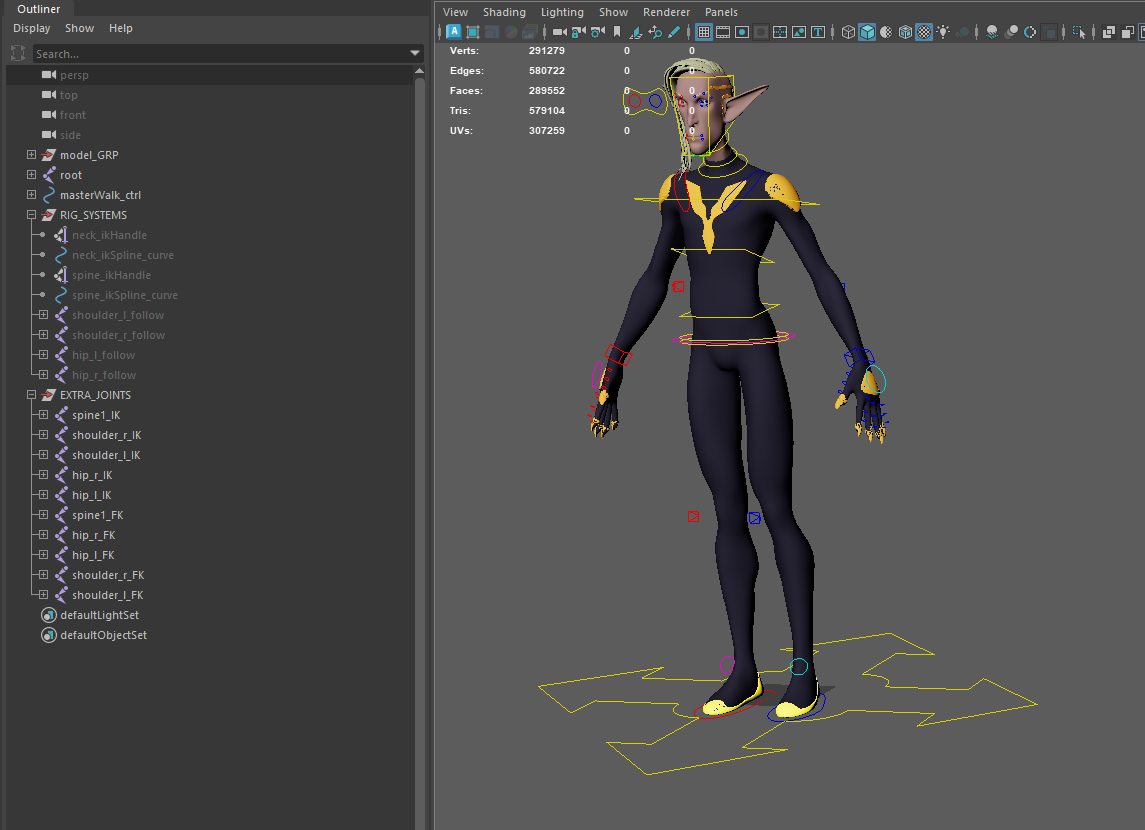 Outliner
Display Show Help
Search...
persp
top
front
side
model_GRP
root
masterWalk_ctrl
RIG_SYSTEMS
neck_ikHandle
neck_ikSpline_curve
spine_ikHandle
spine_ikSpline_curve
shoulder_l_follow
shoulder_r_follow
hip_l_follow
hip_r_follow
EXTRA_JOINTS
spine1_IK
shoulder_r_IK
shoulder_l_IK
hip_r_IK
hip_l_IK
spine1_FK
hip_r_FK
hip_l_FK
shoulder_r_FK
shoulder_l_FK
defaultLightSet
defaultObjectSet
View Shading Lighting Show Renderer Panels
Verts: 291279 0 0
Edges: 580722 0 0
Faces: 289552 0 0
Tris: 579104 0 0
UVs: 307259 0 0